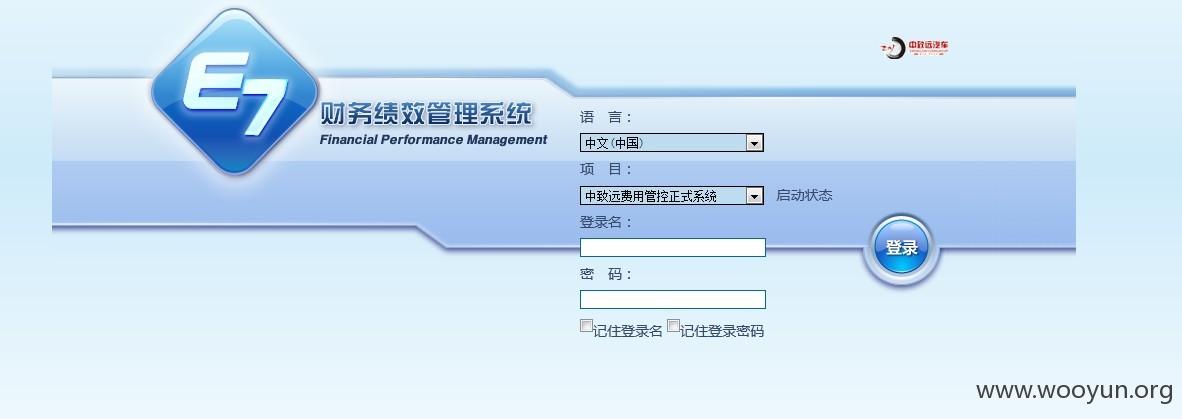 E7
中致远汽车
财务绩效管理系统
Financial Performance Management
语 言：
中文(中国)
项 目：
中致远费用管控正式系统
启动状态
登录名：
登录
密 码：
记住登录名 记住登录密码
www.wooyun.org